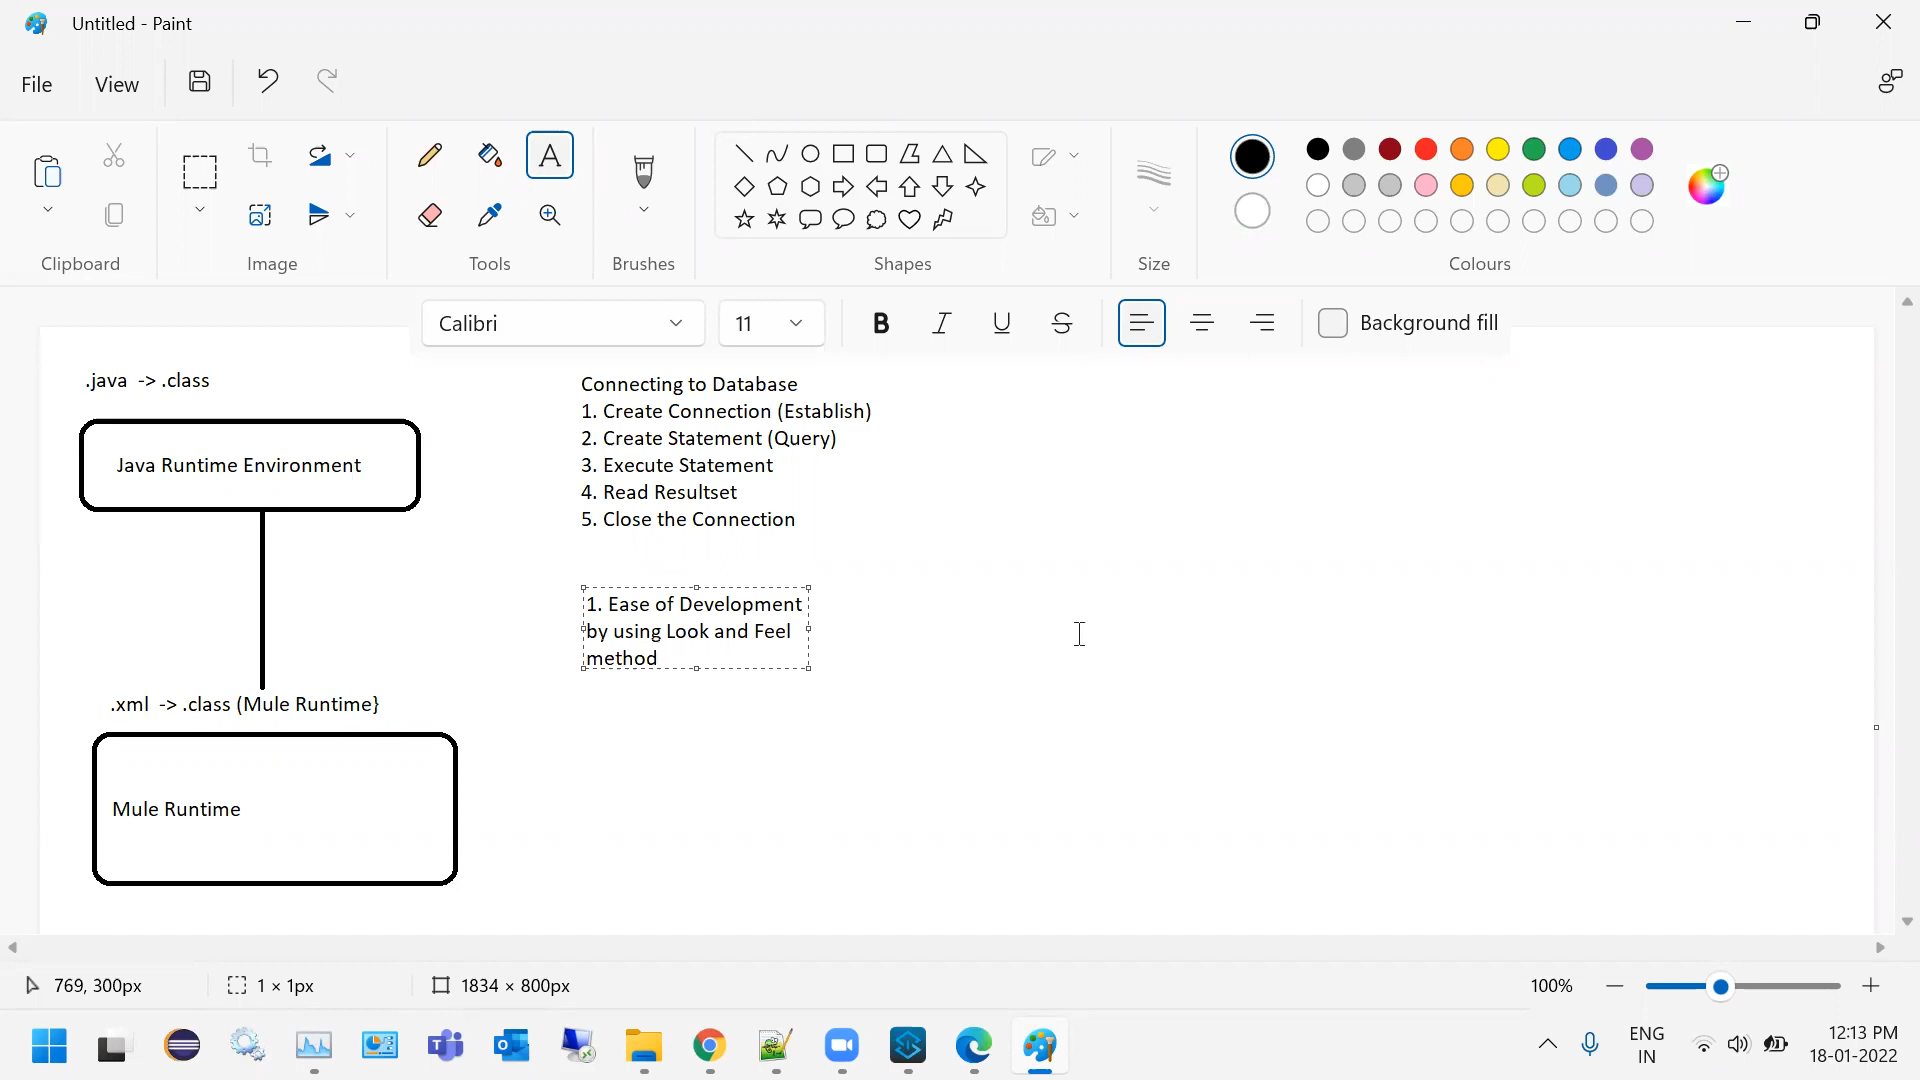 Untitled - Paint
File
View
Clipboard
Image
Tools
Brushes
Shapes
Size
Colours
Calibri
11
B
Background fill
.java -> .class
Java Runtime Environment
.xml -> .class (Mule Runtime}
Mule Runtime
Connecting to Database
1. Create Connection (Establish)
2. Create Statement (Query)
3. Execute Statement
4. Read Resultset
5. Close the Connection
1. Ease of Development
by using Look and Feel
method
769, 300px
1 × 1px
1834 × 800px
100%
ENG
IN
12:13 PM
18-01-2022